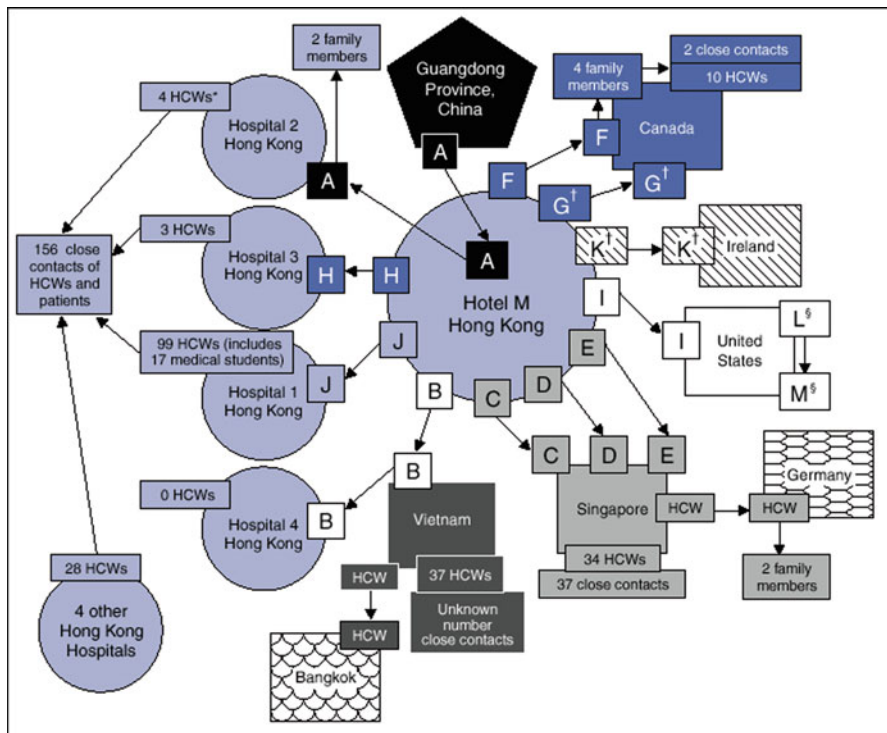 2 family
members
Guangdong
Province,
China
A
2 close contacts
10 HCWs
4 family
members
Canada
F
F
G†
G†
4 HCWs*
Hospital 2
Hong Kong
A
156 close
contacts of
HCWs and
patients
3 HCWs
Hospital 3
Hong Kong
H
H
A
Hotel M
Hong Kong
K†
K†
Ireland
I
I
United
States
L§
M§
99 HCWs (includes
17 medical students)
Hospital 1
Hong Kong
J
J
B
C
D
E
B
C
D
E
0 HCWs
Hospital 4
Hong Kong
B
Vietnam
HCW
37 HCWs
Unknown
number
close contacts
HCW
Bangkok
Singapore
HCW
34 HCWs
37 close contacts
HCW
Germany
2 family
members
28 HCWs
4 other
Hong Kong
Hospitals